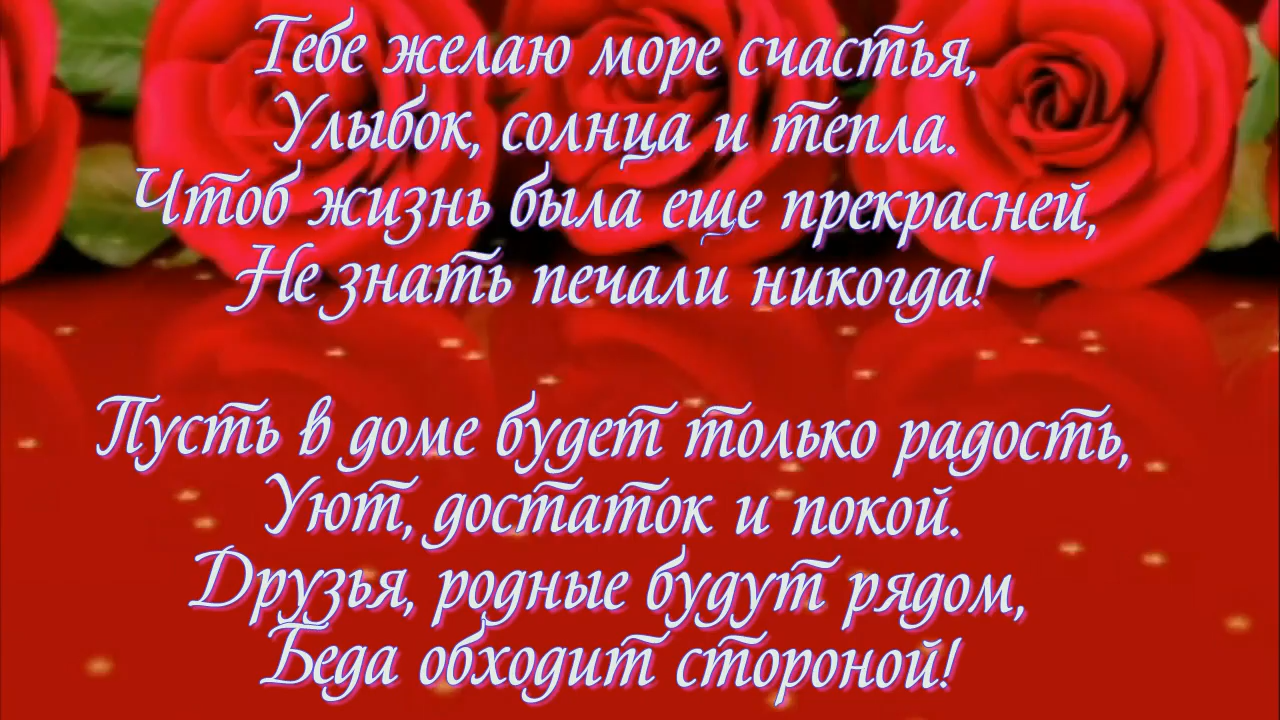 Тебе желаю море счастья,
Улыбок, солнца и тепла.
Чтоб жизнь была еще прекрасней,
Не знать печали никогда!
Пусть в доме будет только радость,
Уют, достаток и покой.
Друзья, родные будут рядом,
Беда обходит стороной!